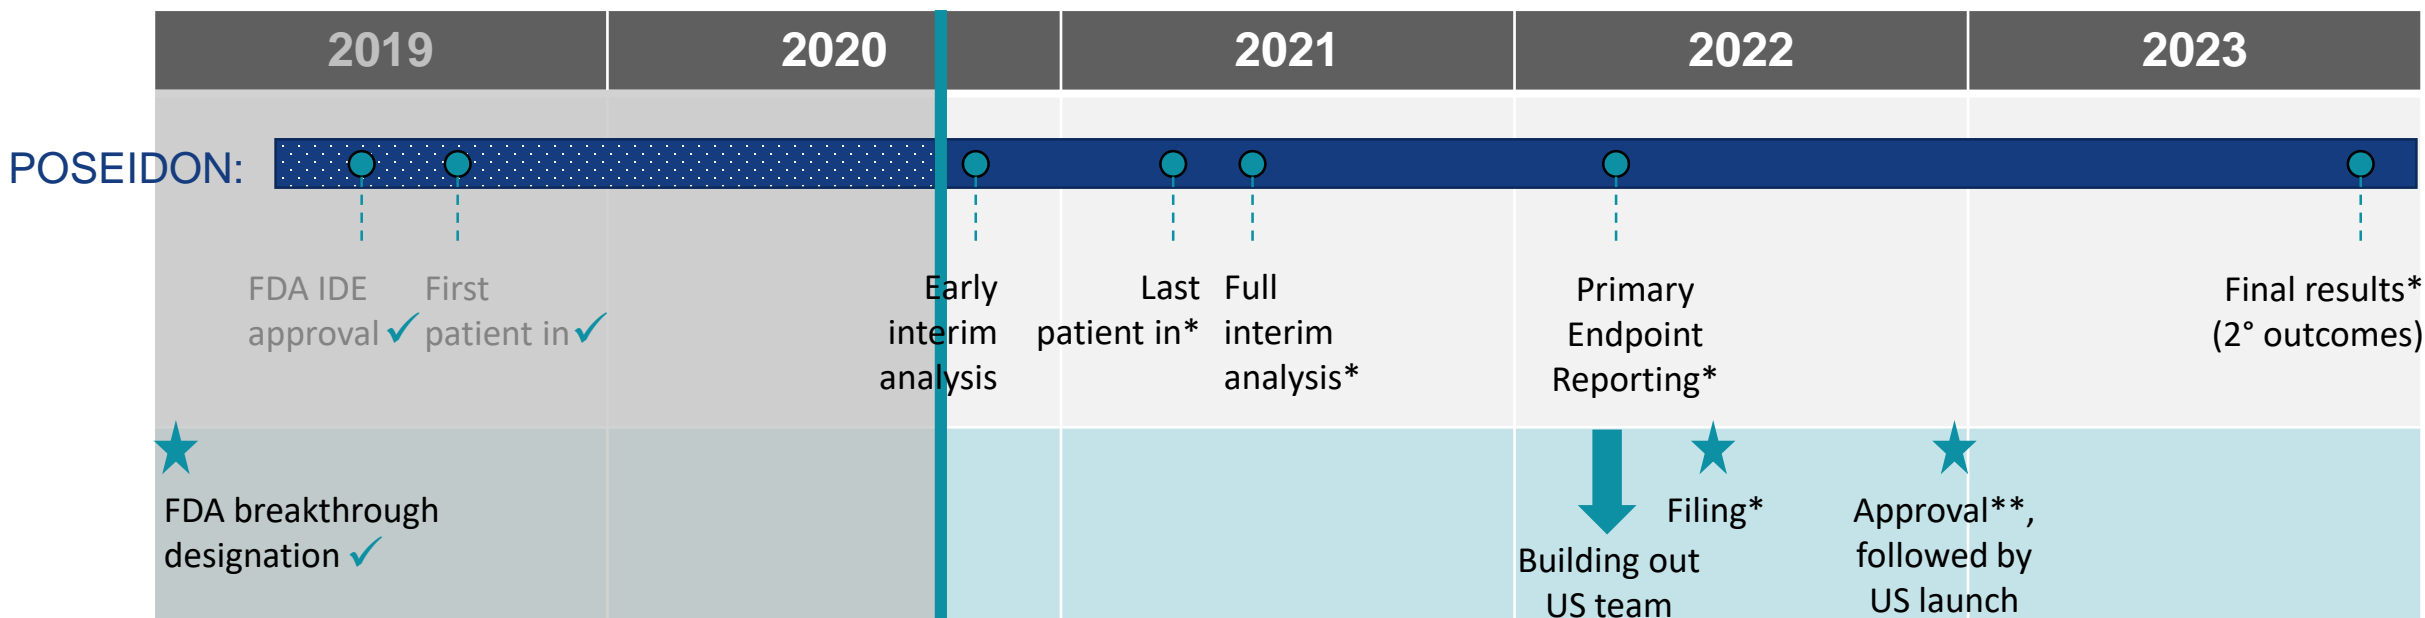 2019
2020
2021
2022
2023
POSEIDON:
FDA IDE
approval ✓
First
patient in ✓
Early
interim
analysis
Last
patient in*
Full
interim
analysis*
Primary
Endpoint
Reporting*
Final results*
(2° outcomes)
FDA breakthrough
designation ✓
Building out
US team
Filing*
Approval**,
followed by
US launch